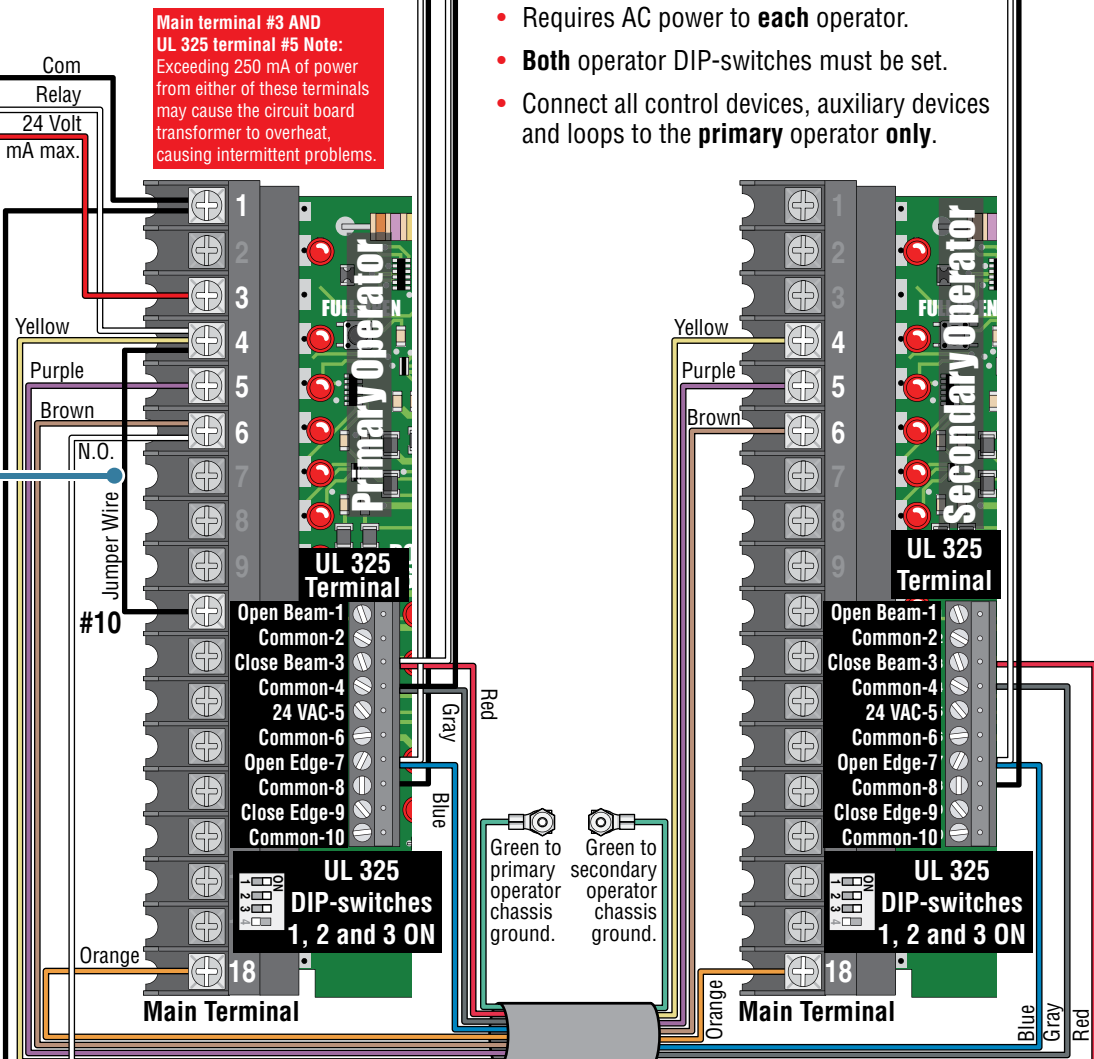 Main terminal #3 AND
UL 325 terminal #5 Note:
Exceeding 250 mA of power
from either of these terminals
may cause the circuit board
transformer to overheat,
causing intermittent problems.
• Requires AC power to each operator.
• Both operator DIP-switches must be set.
• Connect all control devices, auxiliary devices
and loops to the primary operator only.
Com
Relay
24 Volt
mA max.
Yellow
Purple
Brown
N.O.
Jumper Wire
#10
Orange
1
2
3
4
5
6
7
8
9
18
Primary Operator
UL 325
Terminal
Open Beam-1
Common-2
Close Beam-3
Common-4
24 VAC-5
Common-6
Open Edge-7
Common-8
Close Edge-9
Common-10
UL 325
DIP-switches
1, 2 and 3 ON
ON
1 2 3 4
Main Terminal
Red
Gray
Blue
Green to
primary
operator
chassis
ground.
Green to
secondary
operator
chassis
ground.
Yellow
Purple
Brown
Orange
1
2
3
4
5
6
7
8
9
18
Secondary Operator
UL 325
Terminal
Open Beam-1
Common-2
Close Beam-3
Common-4
24 VAC-5
Common-6
Open Edge-7
Common-8
Close Edge-9
Common-10
UL 325
DIP-switches
1, 2 and 3 ON
ON
1 2 3 4
Main Terminal
Blue
Gray
Red